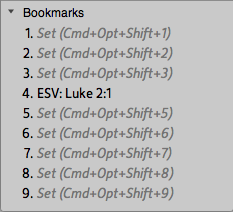 Bookmarks
1. Set (Cmd+Opt+Shift+1)
2. Set (Cmd+Opt+Shift+2)
3. Set (Cmd+Opt+Shift+3)
4. ESV: Luke 2:1
5. Set (Cmd+Opt+Shift+5)
6. Set (Cmd+Opt+Shift+6)
7. Set (Cmd+Opt+Shift+7)
8. Set (Cmd+Opt+Shift+8)
9. Set (Cmd+Opt+Shift+9)